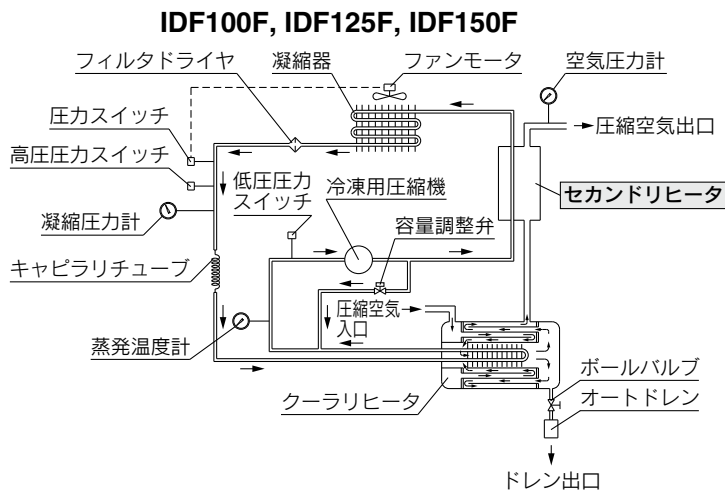 IDF100F, IDF125F, IDF150F
フィルタドライヤ
凝縮器
ファンモータ
空気圧力計
圧力スイッチ
圧縮空気出口
高圧圧力スイッチ
低圧圧力
スイッチ
冷凍用圧縮機
セカンドリヒータ
凝縮圧力計
容量調整弁
キャピラリチューブ
圧縮空気
入口
蒸発温度計
ボールバルブ
クーラリヒータ
オートドレン
ドレン出口